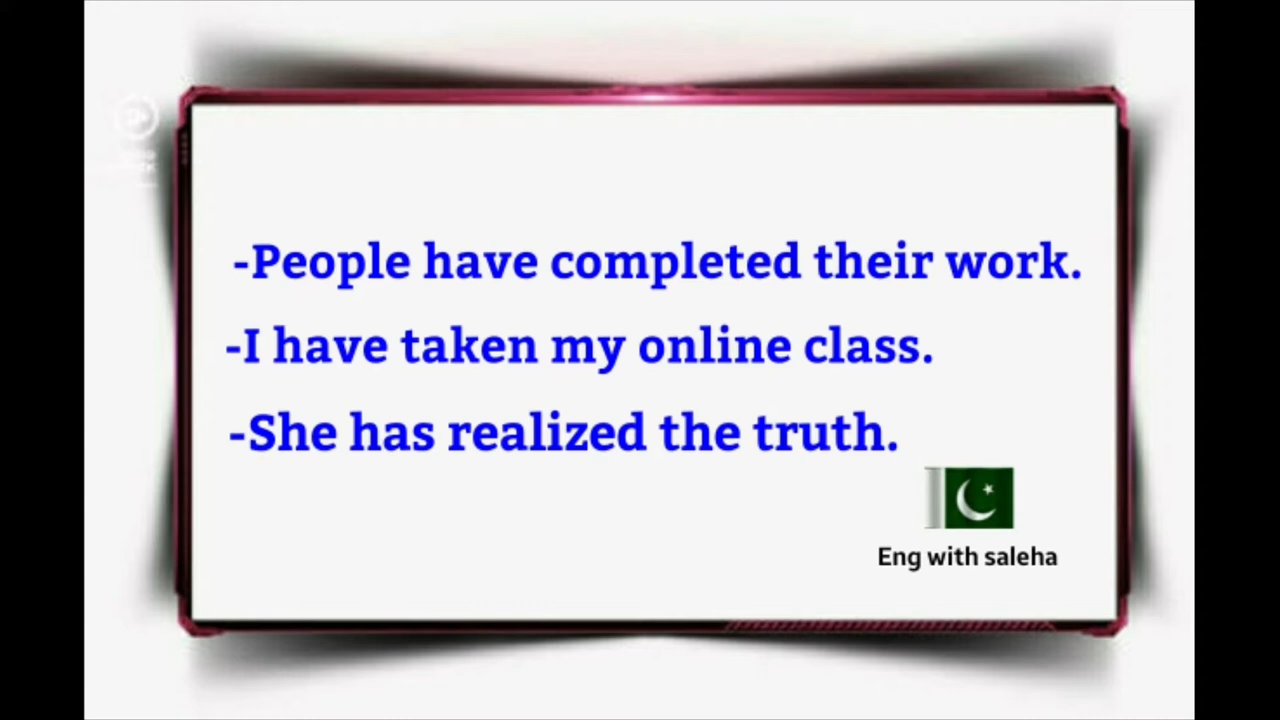 -People have completed their work.
-I have taken my online class.
-She has realized the truth.
Eng with saleha